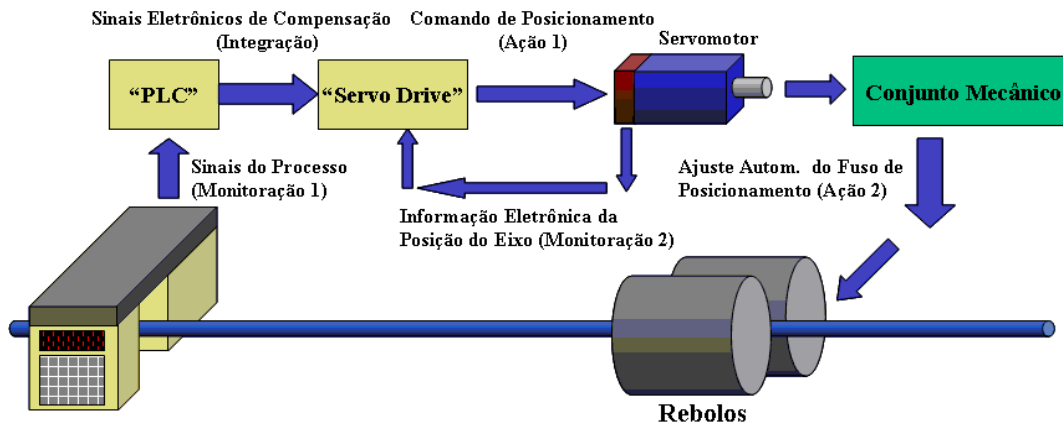 Sinais Eletrônicos de Compensação
(Integração)
Comando de Posicionamento
(Ação 1)
Servomotor
“PLC”
“Servo Drive”
Conjunto Mecânico
Sinais do Processo
(Monitoração 1)
Ajuste Autom. do Fuso de
Posicionamento (Ação 2)
Informação Eletrônica da
Posição do Eixo (Monitoração 2)
Rebolos